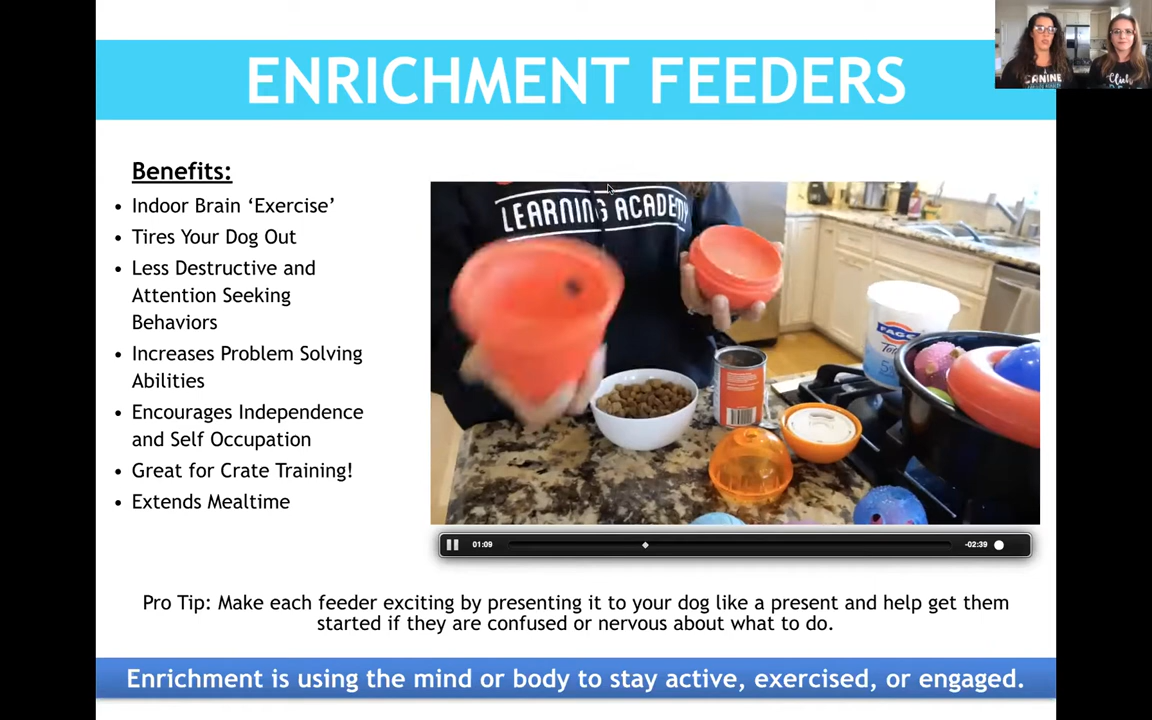 ENRICHMENT FEEDERS
CANINE
Club
Benefits:
• Indoor Brain ‘Exercise’
• Tires Your Dog Out
• Less Destructive and
Attention Seeking
Behaviors
• Increases Problem Solving
Abilities
• Encourages Independence
and Self Occupation
• Great for Crate Training!
• Extends Mealtime
LEARNING ACADEMY
FAGE
01:09
-02:39
Pro Tip: Make each feeder exciting by presenting it to your dog like a present and help get them
started if they are confused or nervous about what to do.
Enrichment is using the mind or body to stay active, exercised, or engaged.